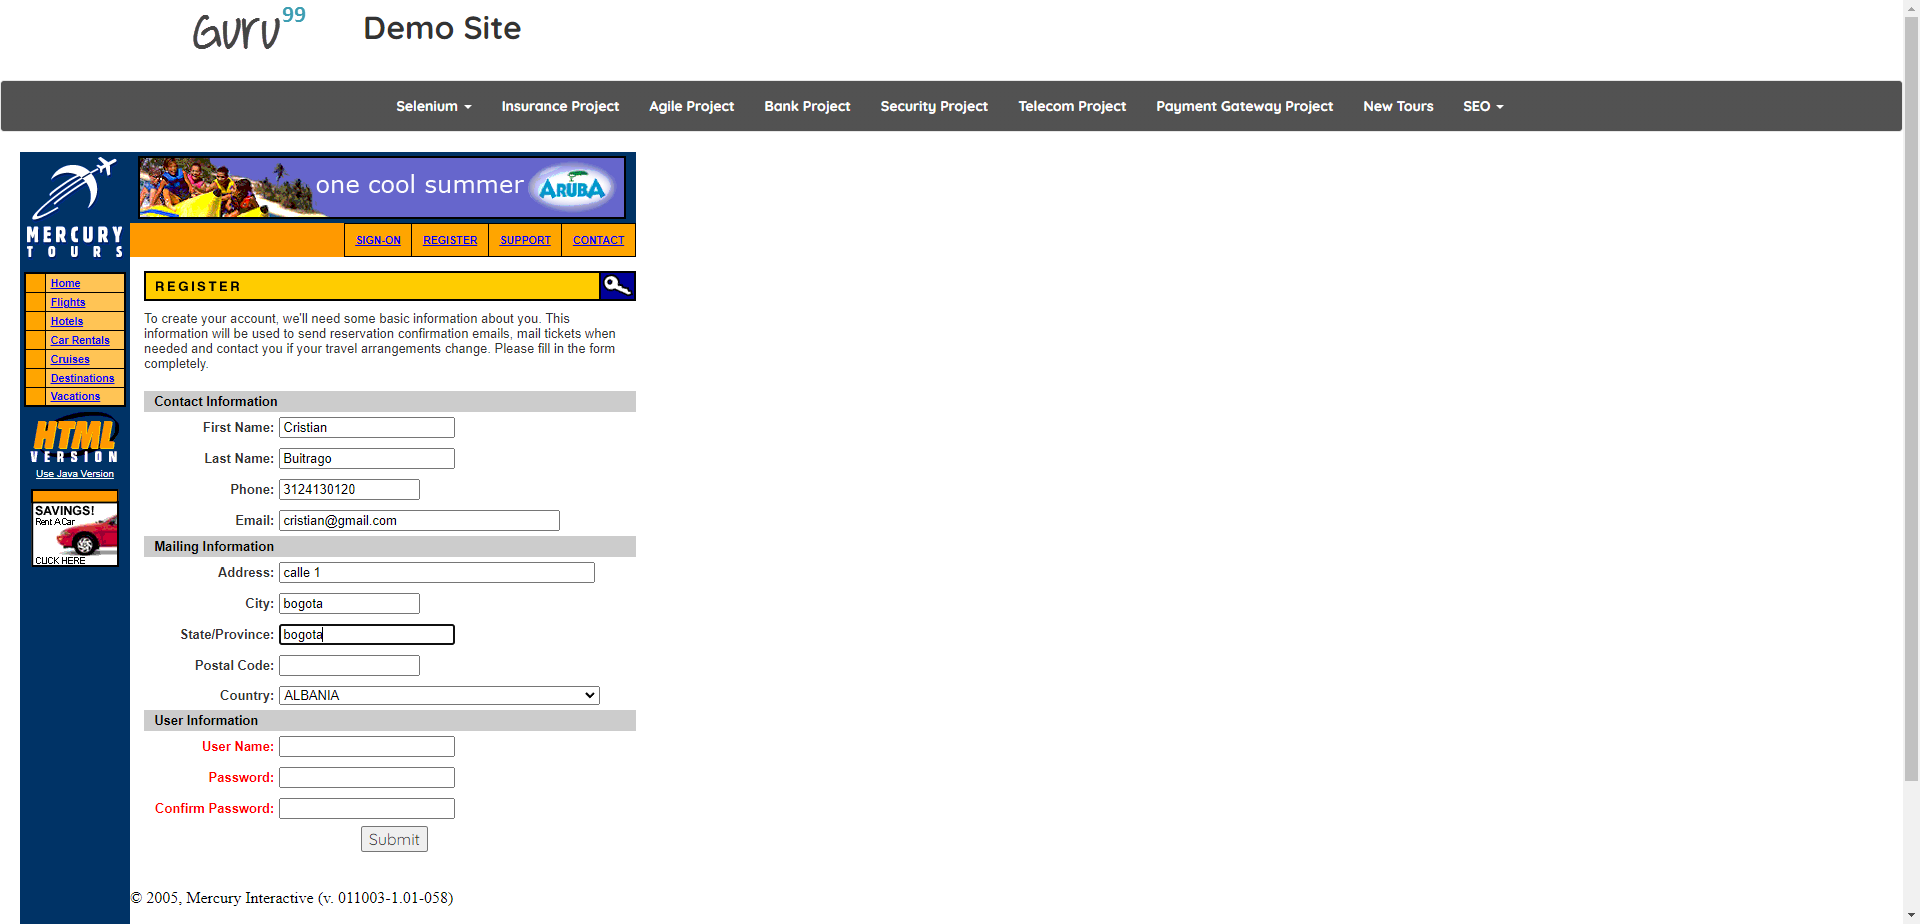 Guru99
Demo Site
Selenium Insurance Project Agile Project Bank Project Security Project Telecom Project Payment Gateway Project New Tours SEO
MERCURY
TOURS
one cool summer
ARUBA
SIGN-ON REGISTER SUPPORT CONTACT
Home
Flights
Hotels
Car Rentals
Cruises
Destinations
Vacations
HTML
VERSION
Use Java Version
SAVINGS!
Rent A Car
CLICK HERE
REGISTER
To create your account, we'll need some basic information about you. This
information will be used to send reservation confirmation emails, mail tickets when
needed and contact you if your travel arrangements change. Please fill in the form
completely.
Contact Information
First Name: Cristian
Last Name: Buitrago
Phone: 3124130120
Email: cristian@gmail.com
Mailing Information
Address: calle 1
City: bogota
State/Province: bogota
Postal Code:
Country: ALBANIA
User Information
User Name:
Password:
Confirm Password:
Submit
© 2005, Mercury Interactive (v. 011003-1.01-058)